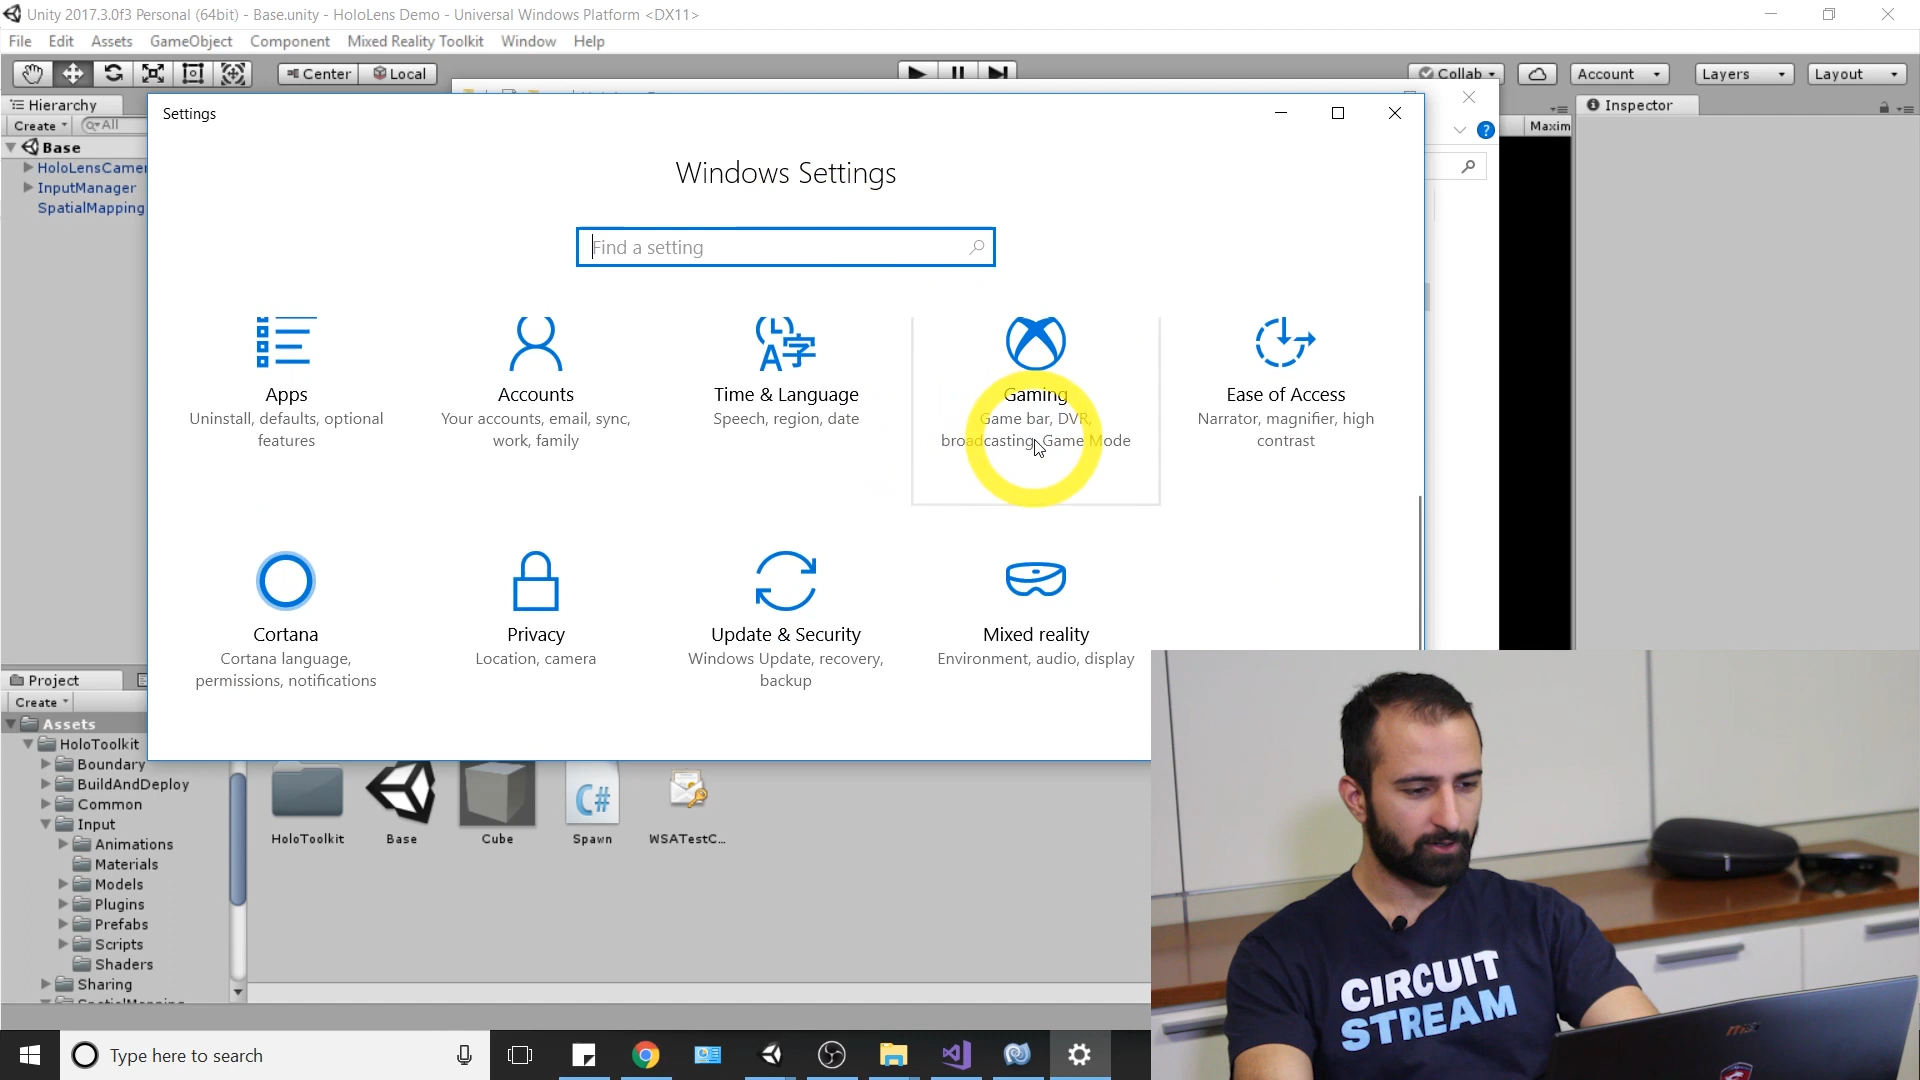 Unity 2017.3.0f3 Personal (64bit) - Base.unity - HoloLens Demo - Universal Windows Platform <DX11>
File Edit Assets GameObject Component Mixed Reality Toolkit Window Help
Center Local Collab Account Layers Layout
Hierarchy
Create All
Base
HoloLensCamer
InputManager
SpatialMapping
Inspector
Maxim
Settings
Windows Settings
Find a setting
Apps
Uninstall, defaults, optional
features
Accounts
Your accounts, email, sync,
work, family
Time & Language
Speech, region, date
Gaming
Game bar, DVR,
broadcasting, Game Mode
Ease of Access
Narrator, magnifier, high
contrast
Cortana
Cortana language,
permissions, notifications
Privacy
Location, camera
Update & Security
Windows Update, recovery,
backup
Mixed reality
Environment, audio, display
Project
Create
Assets
HoloToolkit
Boundary
BuildAndDeploy
Common
Input
Animations
Materials
Models
Plugins
Prefabs
Scripts
Shaders
Sharing
SpatialMapping
HoloToolkit
Base
Cube
C#
Spawn
WSATestC...
CIRCUIT
STREAM
msi
Type here to search